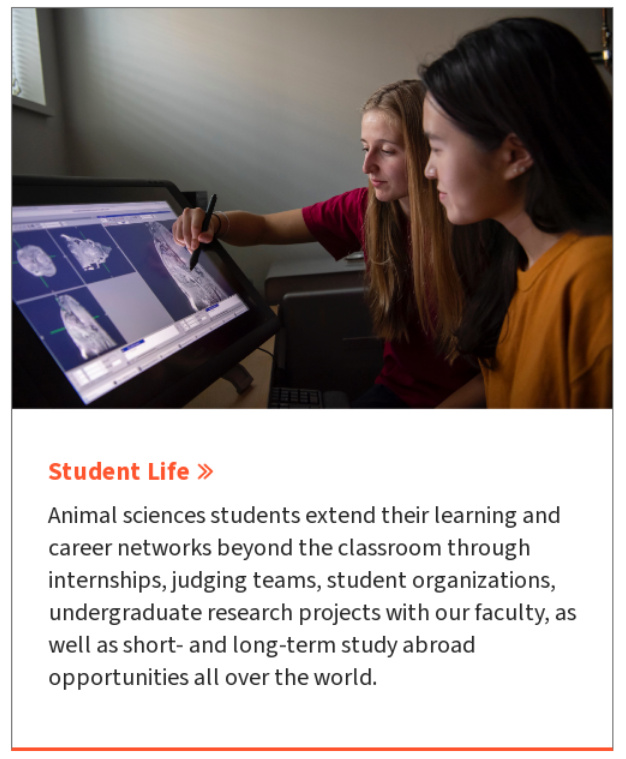 Student Life »
Animal sciences students extend their learning and
career networks beyond the classroom through
internships, judging teams, student organizations,
undergraduate research projects with our faculty, as
well as short- and long-term study abroad
opportunities all over the world.